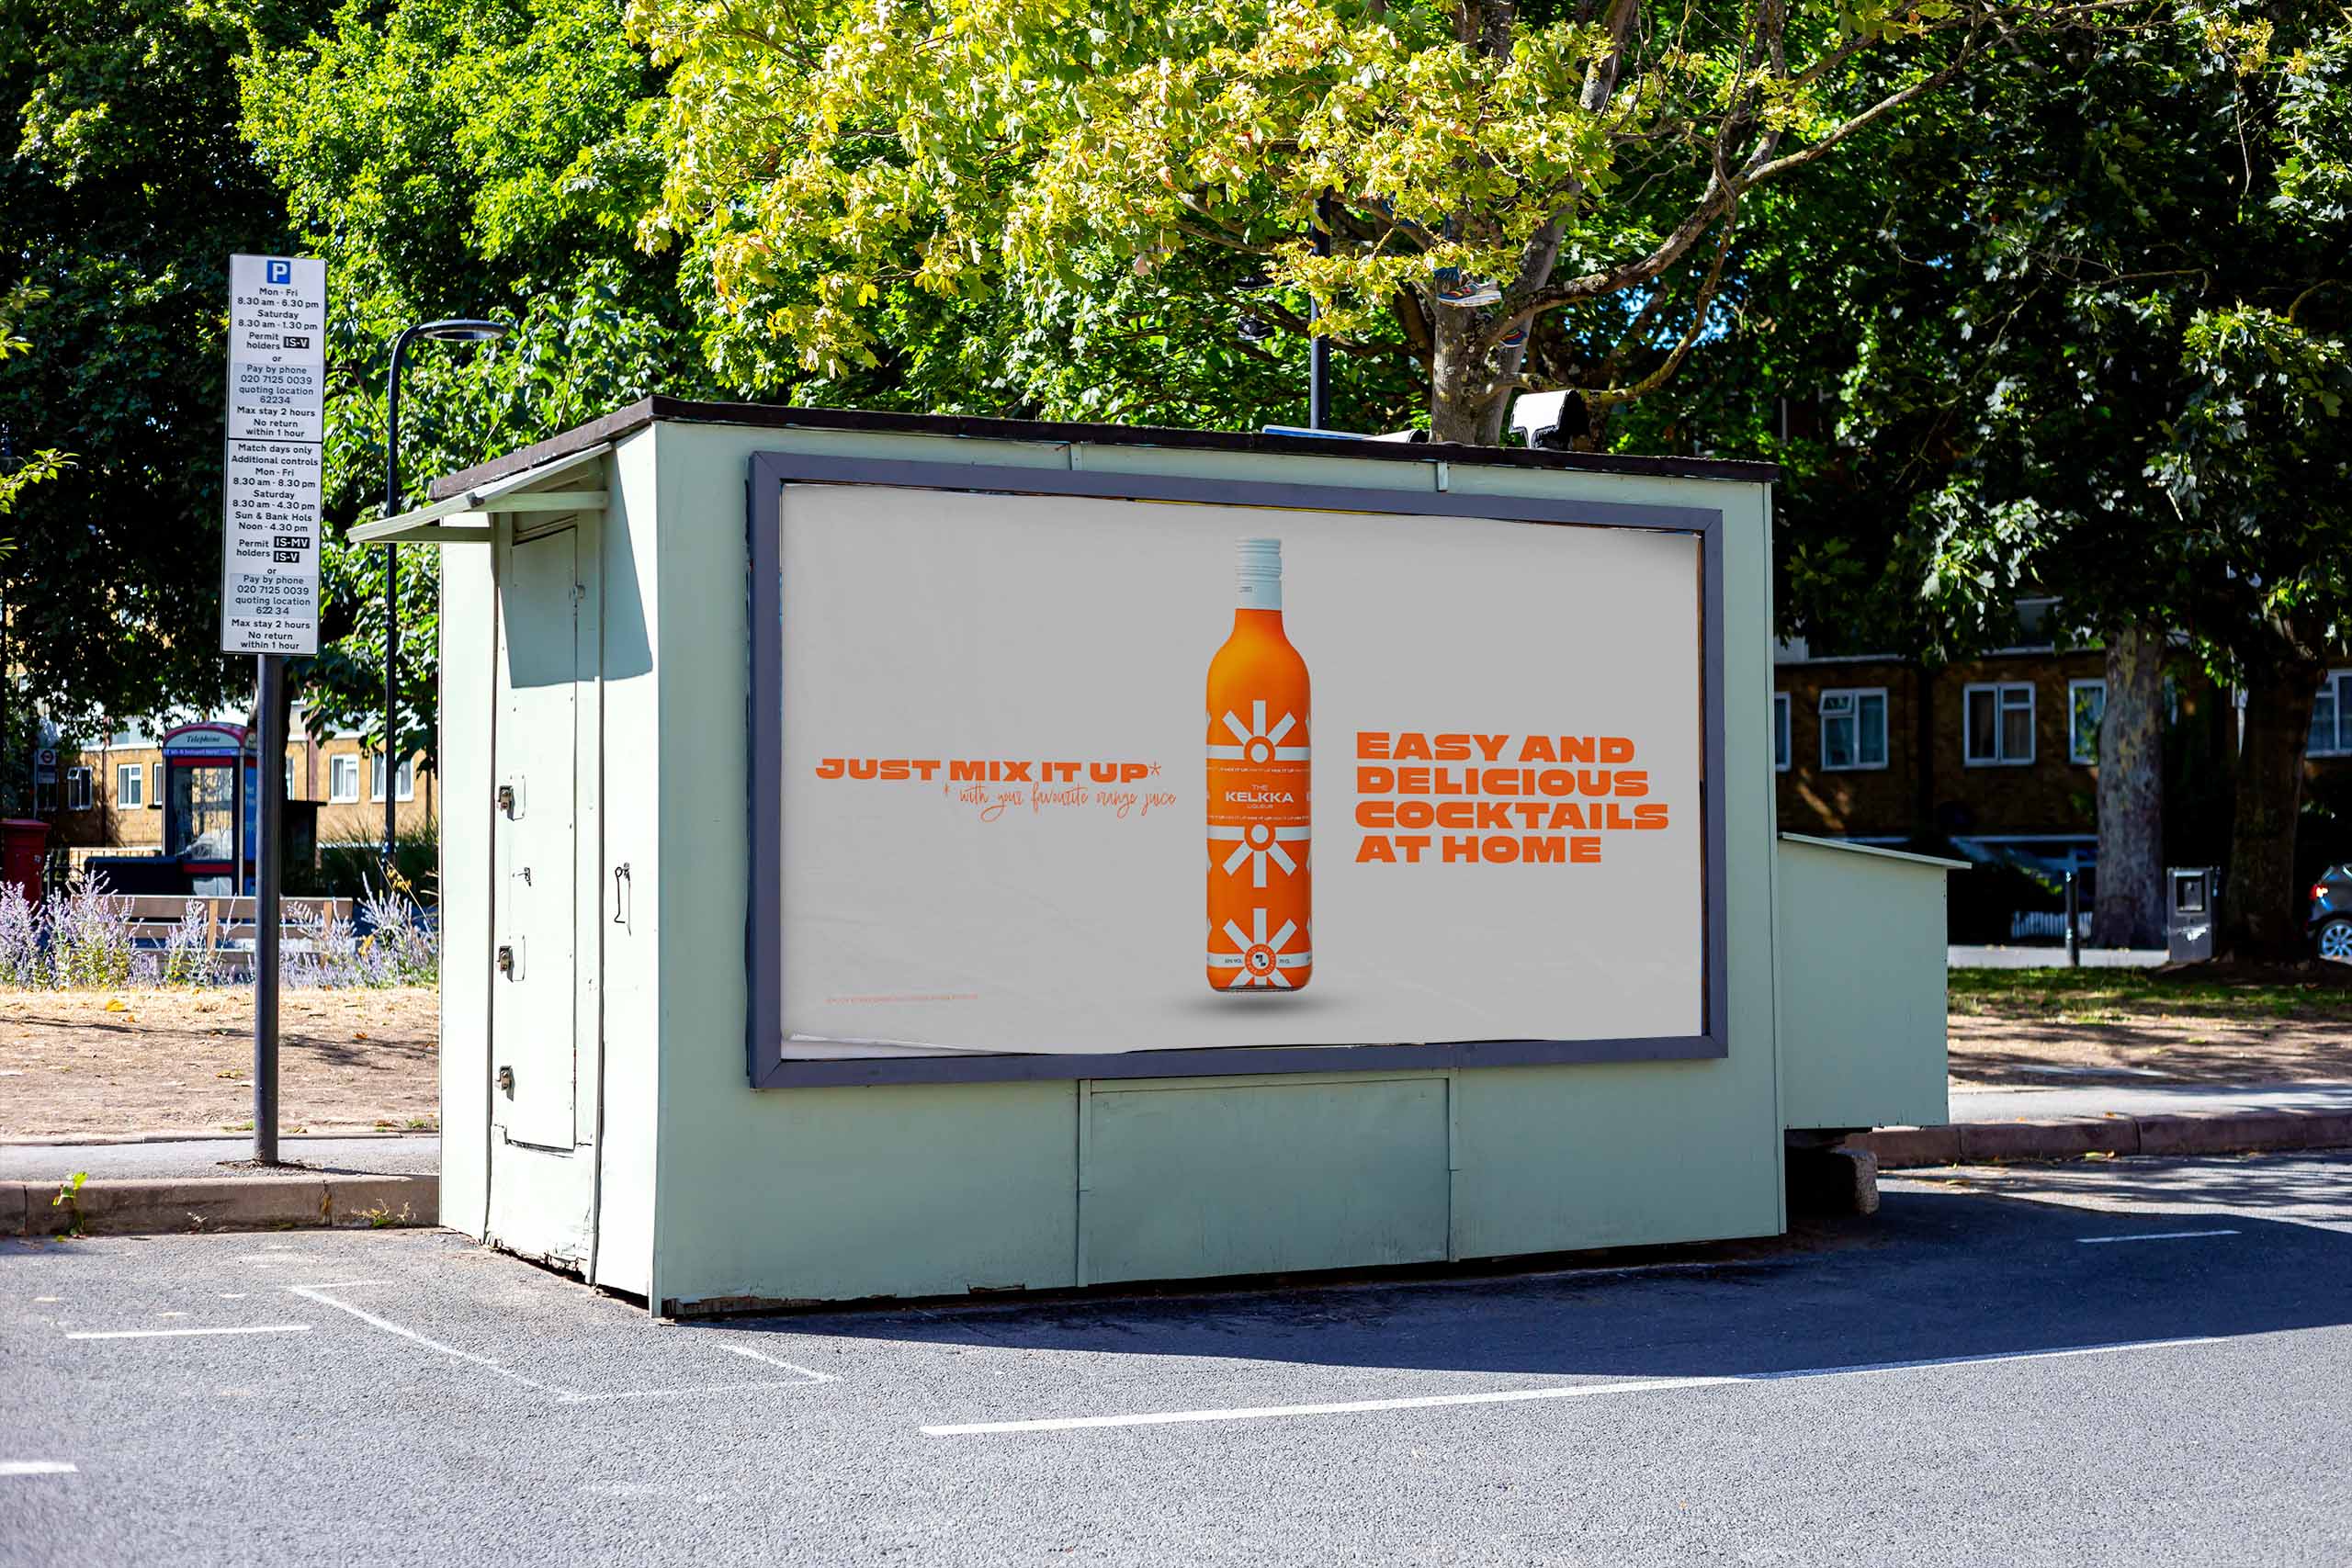 P
Mon - Fri
8.30 am - 6.30 pm
Saturday
8.30 am - 1.30 pm
Permit
holders IS-V
or
Pay by phone
020 7125 0039
quoting location
62234
Max stay 2 hours
No return
within 1 hour
Match days only
Additional controls
Mon - Fri
8.30 am - 8.30 pm
Saturday
8.30 am - 4.30 pm
Sun & Bank Hols
Noon - 4.30 pm
Permit IS-MV
holders IS-V
or
Pay by phone
020 7125 0039
quoting location
62234
Max stay 2 hours
No return
within 1 hour
Telephone
JUST MIX IT UP*
* with your favourite orange juice
THE
KELKKA
LIQUEUR
EASY AND
DELICIOUS
COCKTAILS
AT HOME